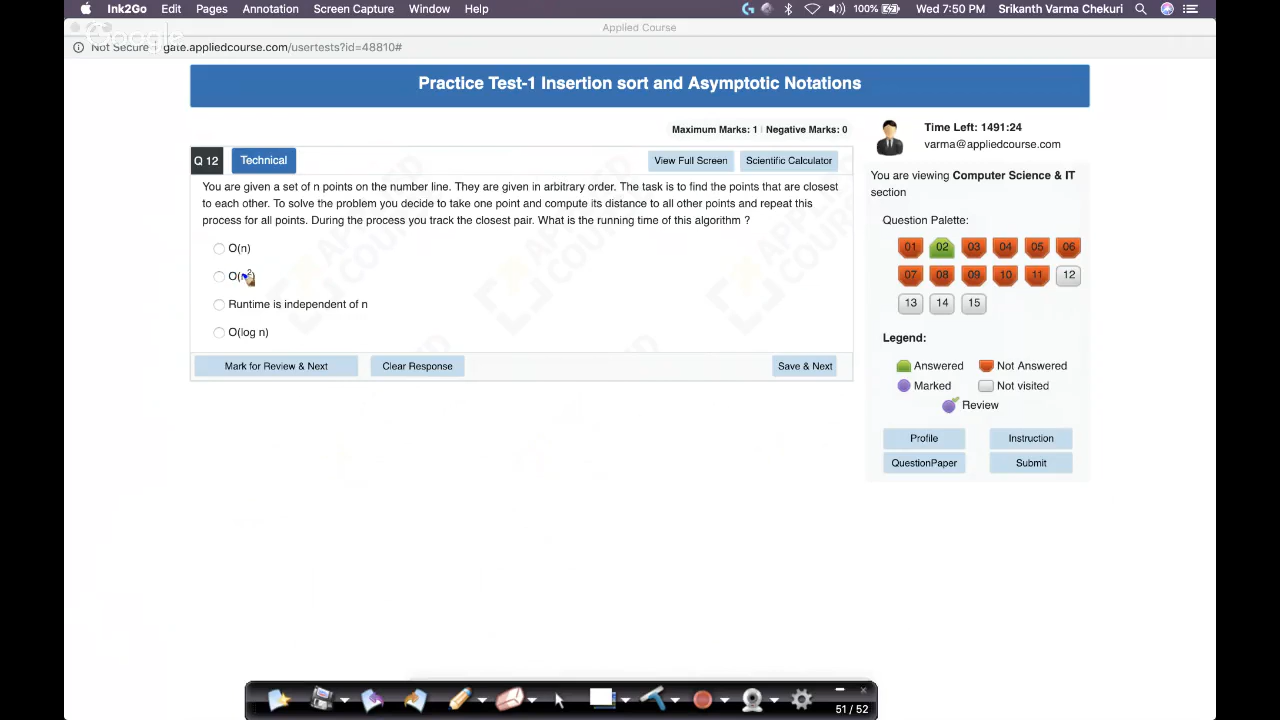 Ink2Go Edit Pages Annotation Screen Capture Window Help 100% Wed 7:50 PM Srikanth Varma Chekuri
Applied Course
Google
Not Secure gate.appliedcourse.com/usertests?id=48810#
Practice Test-1 Insertion sort and Asymptotic Notations
Maximum Marks: 1 | Negative Marks: 0
Time Left: 1491:24
varma@appliedcourse.com
Q 12 Technical View Full Screen Scientific Calculator
You are viewing Computer Science & IT
section
You are given a set of n points on the number line. They are given in arbitrary order. The task is to find the points that are closest
to each other. To solve the problem you decide to take one point and compute its distance to all other points and repeat this
process for all points. During the process you track the closest pair. What is the running time of this algorithm ?
O(n)
O(
Runtime is independent of n
O(log n)
Mark for Review & Next Clear Response Save & Next
Question Palette:
01 02 03 04 05 06
07 08 09 10 11 12
13 14 15
Legend:
Answered Not Answered
Marked Not visited
Review
Profile Instruction
QuestionPaper Submit
APPLIED COURSE
APPLIED COURSE
APPLIED COURSE
51 / 52